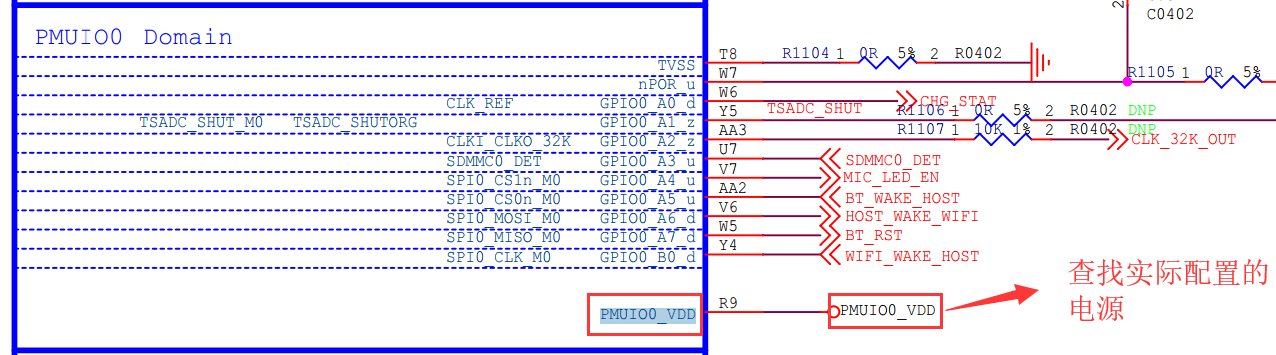 2
C0402
PMUIO0 Domain
T8 R1104 1 0R 5% 2 R0402
TVSS
W7 R1105 1 0R 5%
nPOR_u
W6 CHG_STAT
CLK_REF GPIO0_A0_d
Y5 TSADC_SHUT R1106 1 0R 5% 2 R0402 DNP
TSADC_SHUT_M0 TSADC_SHUTORG GPIO0_A1_z
AA3 R1107 1 10K 1% 2 R0402 DNP
CLKI_CLKO_32K GPIO0_A2_z CLK_32K_OUT
U7
SDMMC0_DET GPIO0_A3_u SDMMC0_DET
V7
SPI0_CS1n_M0 GPIO0_A4_u MIC_LED_EN
AA2
SPI0_CS0n_M0 GPIO0_A5_u BT_WAKE_HOST
V6
SPI0_MOSI_M0 GPIO0_A6_d HOST_WAKE_WIFI
W5
SPI0_MISO_M0 GPIO0_A7_d BT_RST
Y4
SPI0_CLK_M0 GPIO0_B0_d WIFI_WAKE_HOST
R9
PMUIO0_VDD PMUIO0_VDD
查找实际配置的
电源